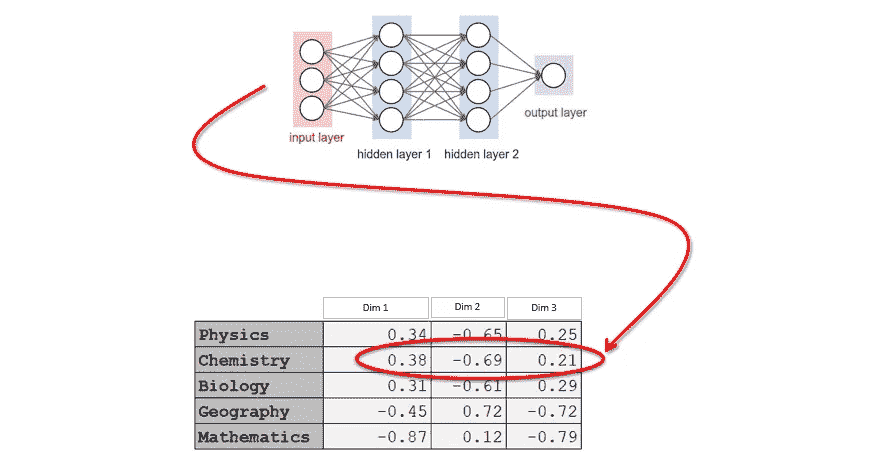 input layer
hidden layer 1 hidden layer 2
output layer
Dim 1 Dim 2 Dim 3
Physics 0.34 -0.65 0.25
Chemistry 0.38 -0.69 0.21
Biology 0.31 -0.61 0.29
Geography -0.45 0.72 -0.72
Mathematics -0.87 0.12 -0.79